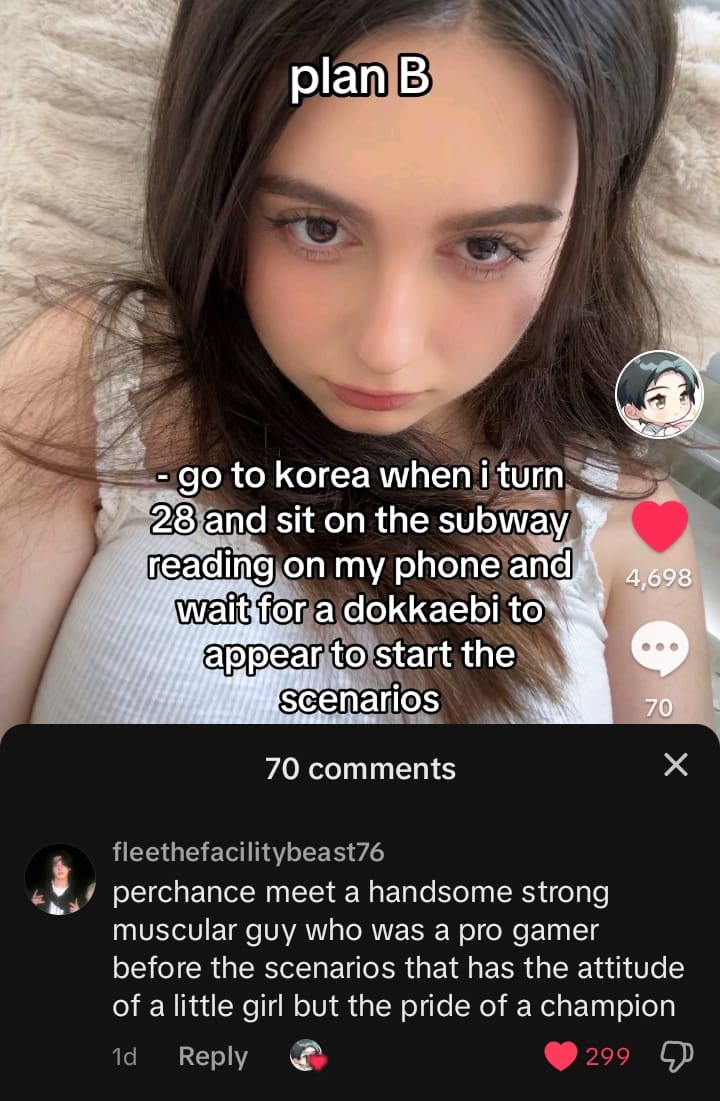 plan B
- go to korea when i turn
28 and sit on the subway
reading on my phone and
wait for a dokkaebi to
appear to start the
scenarios
4,698
70
70 comments
fleethefacilitybeast76
perchance meet a handsome strong
muscular guy who was a pro gamer
before the scenarios that has the attitude
of a little girl but the pride of a champion
1d Reply 299